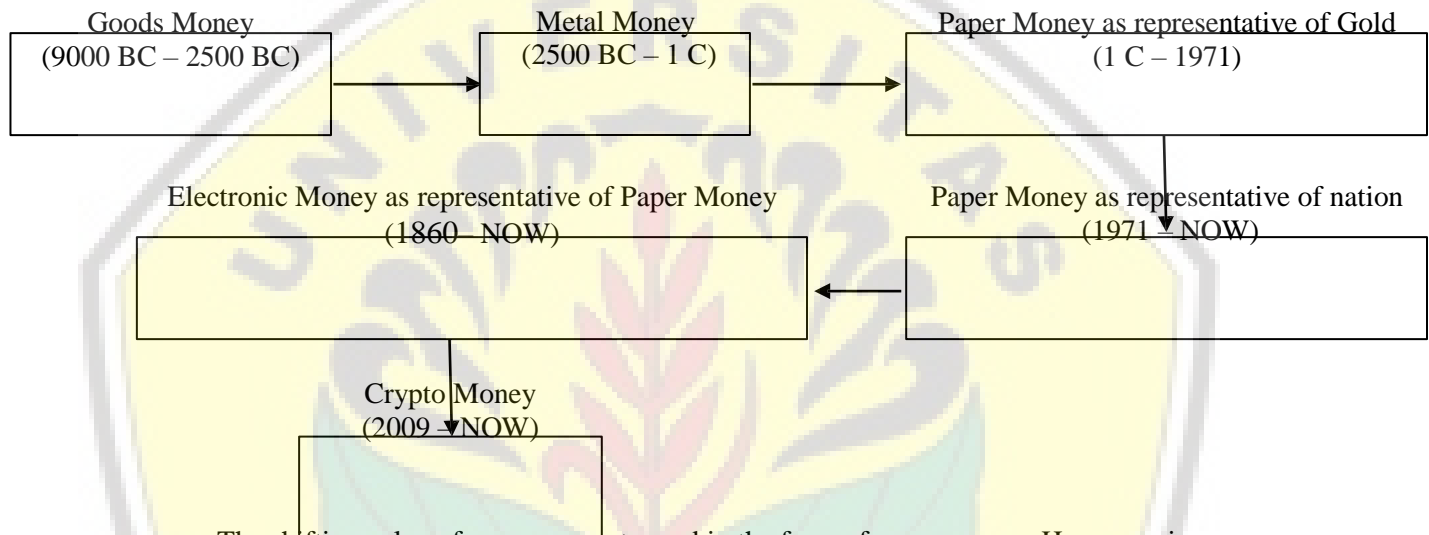 Goods Money
(9000 BC – 2500 BC)
Metal Money
(2500 BC – 1 C)
Paper Money as representative of Gold
(1 C – 1971)
Electronic Money as representative of Paper Money
(1860– NOW)
Paper Money as representative of nation
(1971 – NOW)
Crypto Money
(2009 – NOW)
UNIVERSITAS